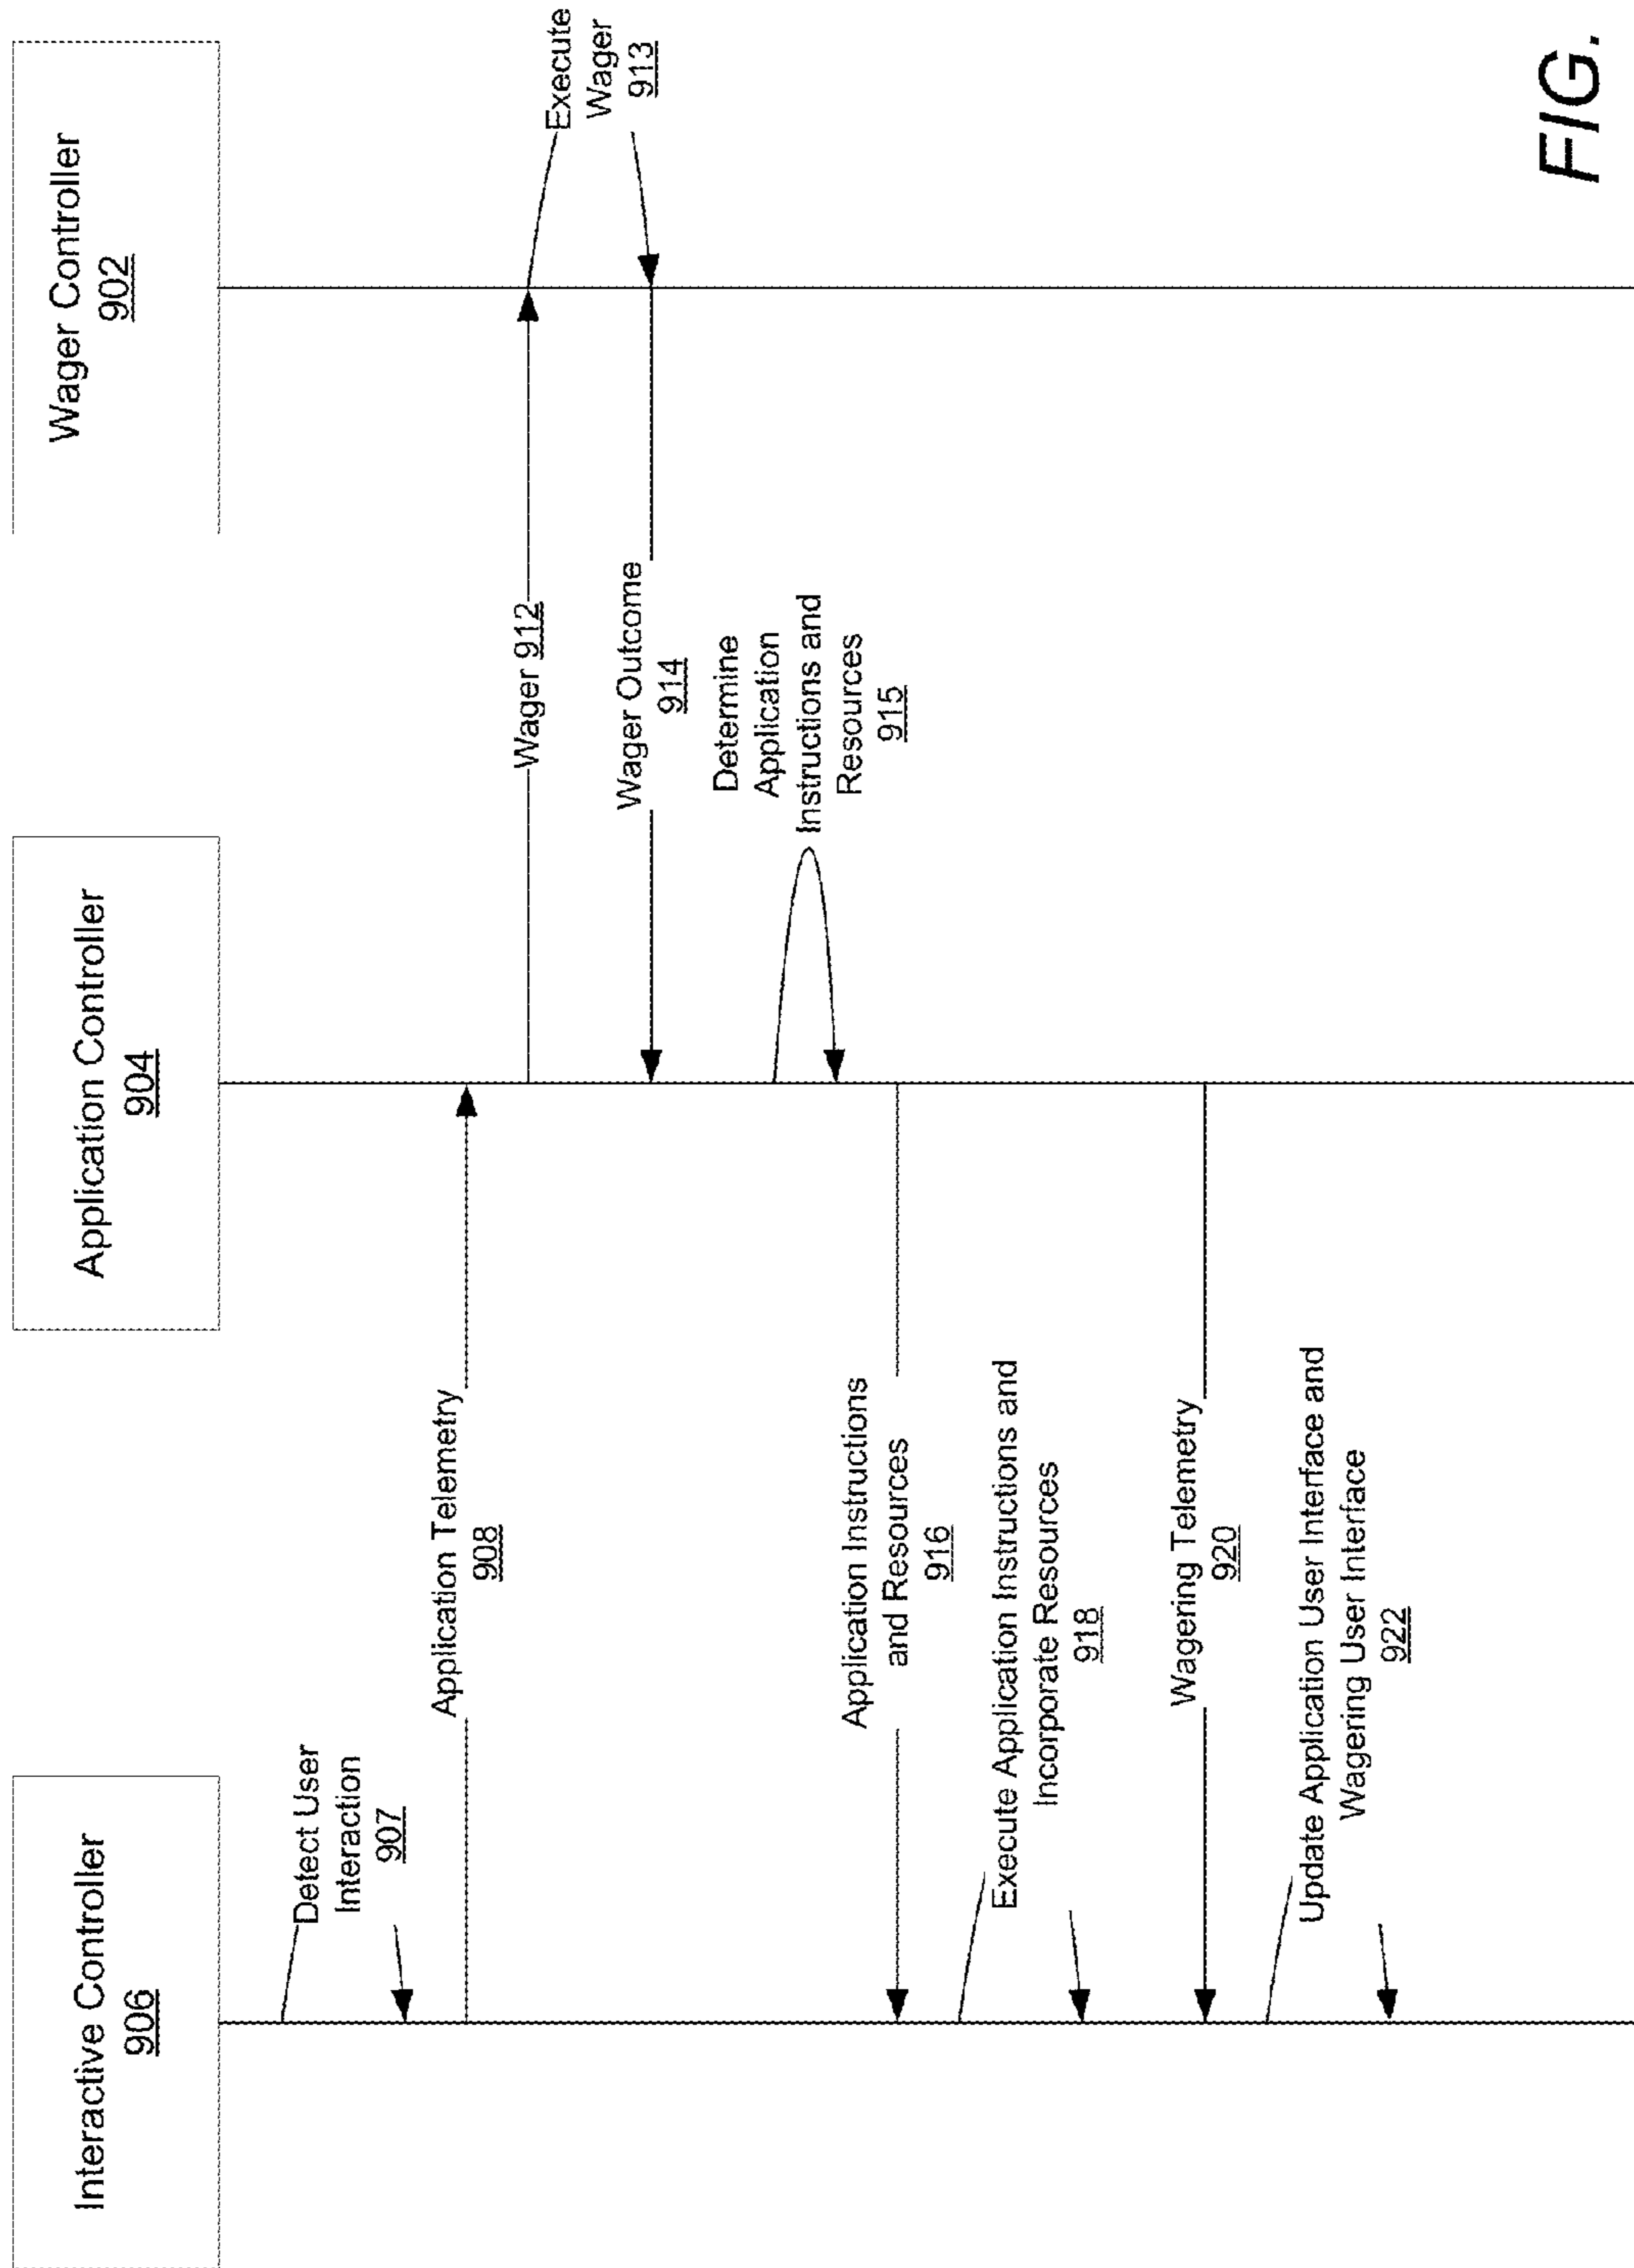 Interactive Controller
906
Application Controller
904
Wager Controller
902
Detect User
Interaction
907
Application Telemetry
908
Wager 912
Execute
Wager
913
Wager Outcome
914
Determine
Application
Instructions and
Resources
915
Application Instructions
and Resources
916
Execute Application Instructions and
Incorporate Resources
918
Wagering Telemetry
920
Update Application User Interface and
Wagering User Interface
922
FIG.